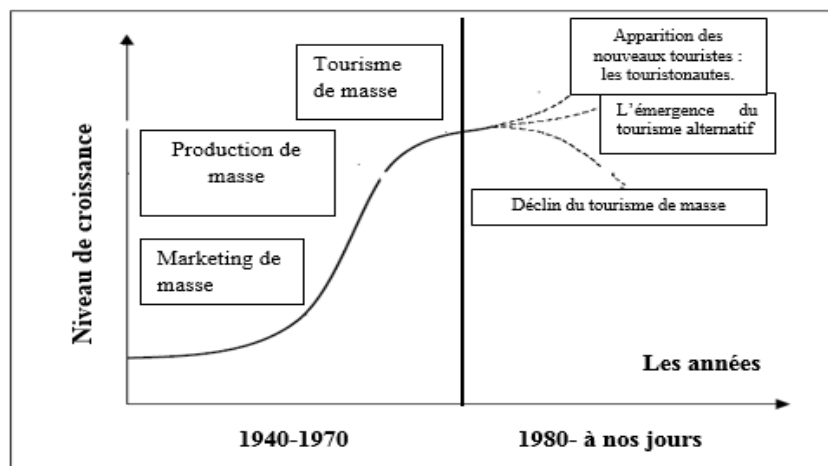 Apparition des
nouveaux touristes :
les touristonautes.
Tourisme
de masse
L'émergence du
tourisme alternatif
Production de
masse
Déclin du tourisme de masse
Marketing de
masse
Niveau de croissance
Les années
1940-1970
1980- à nos jours